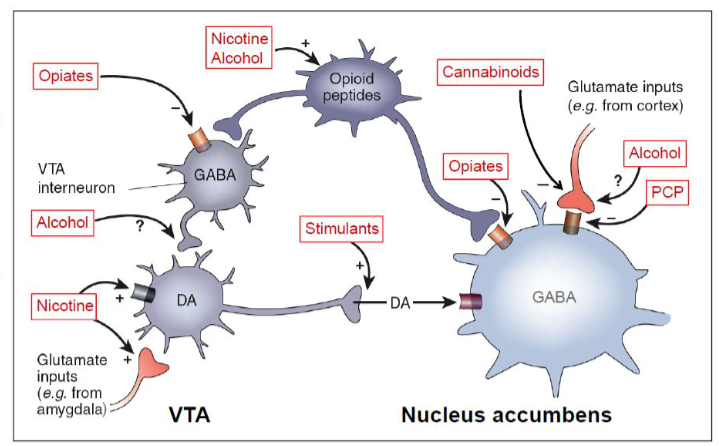 Nicotine
Alcohol
+
Opiates
–
Opioid
peptides
Cannabinoids
Glutamate inputs
(e.g. from cortex)
GABA
VTA
interneuron
Opiates
–
–
Alcohol
?
PCP
–
Alcohol
?
Stimulants
+
Nicotine
+
+
DA
DA
GABA
Glutamate
inputs
(e.g. from
amygdala)
VTA
Nucleus accumbens